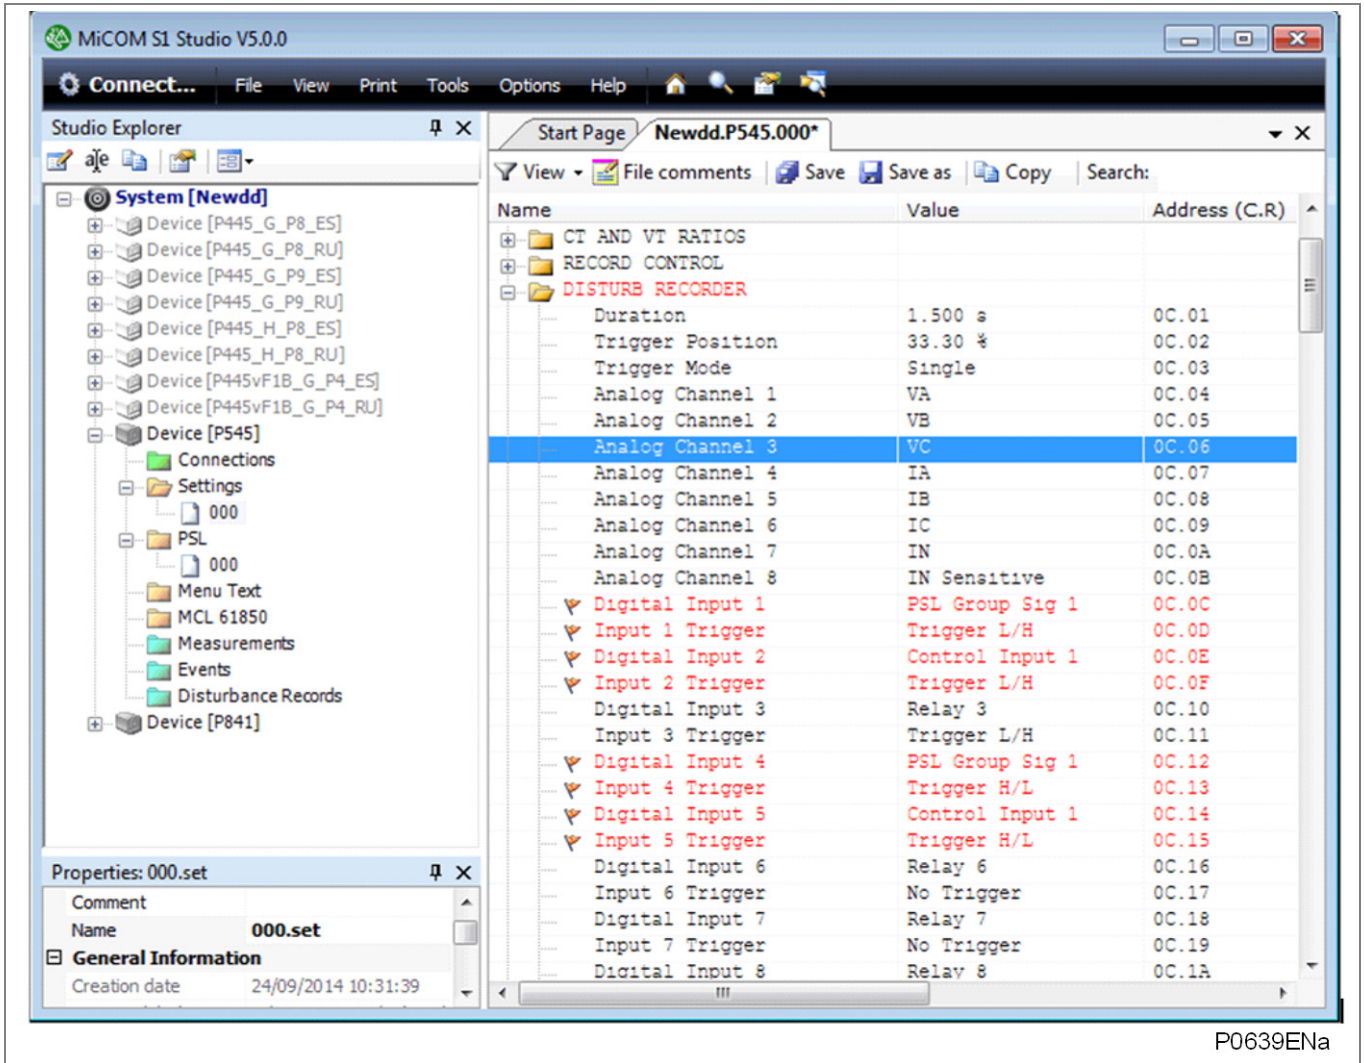 MiCOM S1 Studio V5.0.0
Connect... File View Print Tools Options Help
Studio Explorer
Start Page Newdd.P545.000*
View File comments Save Save as Copy Search:
System [Newdd]
Device [P445_G_P8_ES]
Device [P445_G_P8_RU]
Device [P445_G_P9_ES]
Device [P445_G_P9_RU]
Device [P445_H_P8_ES]
Device [P445_H_P8_RU]
Device [P445vF1B_G_P4_ES]
Device [P445vF1B_G_P4_RU]
Device [P545]
Connections
Settings
000
PSL
000
Menu Text
MCL 61850
Measurements
Events
Disturbance Records
Device [P841]
Properties: 000.set
Comment
Name 000.set
General Information
Creation date 24/09/2014 10:31:39
Name Value Address (C.R)
CT AND VT RATIOS
RECORD CONTROL
DISTURB RECORDER
Duration 1.500 s 0C.01
Trigger Position 33.30 % 0C.02
Trigger Mode Single 0C.03
Analog Channel 1 VA 0C.04
Analog Channel 2 VB 0C.05
Analog Channel 3 VC 0C.06
Analog Channel 4 IA 0C.07
Analog Channel 5 IB 0C.08
Analog Channel 6 IC 0C.09
Analog Channel 7 IN 0C.0A
Analog Channel 8 IN Sensitive 0C.0B
Digital Input 1 PSL Group Sig 1 0C.0C
Input 1 Trigger Trigger L/H 0C.0D
Digital Input 2 Control Input 1 0C.0E
Input 2 Trigger Trigger L/H 0C.0F
Digital Input 3 Relay 3 0C.10
Input 3 Trigger Trigger L/H 0C.11
Digital Input 4 PSL Group Sig 1 0C.12
Input 4 Trigger Trigger H/L 0C.13
Digital Input 5 Control Input 1 0C.14
Input 5 Trigger Trigger H/L 0C.15
Digital Input 6 Relay 6 0C.16
Input 6 Trigger No Trigger 0C.17
Digital Input 7 Relay 7 0C.18
Input 7 Trigger No Trigger 0C.19
Digital Input 8 Relay 8 0C.1A
P0639ENa